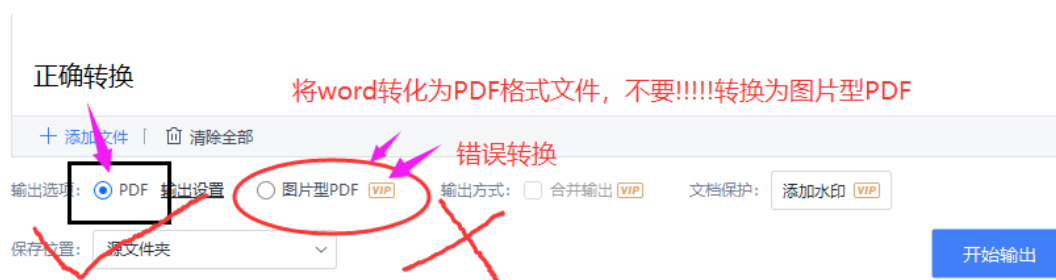 正确转换
将word转化为PDF格式文件，不要!!!!!转换为图片型PDF
添加文件 清除全部
错误转换
输出选项： PDF 输出设置 图片型PDF VIP 输出方式： 合并输出 VIP 文档保护： 添加水印 VIP
保存位置： 源文件夹 开始输出